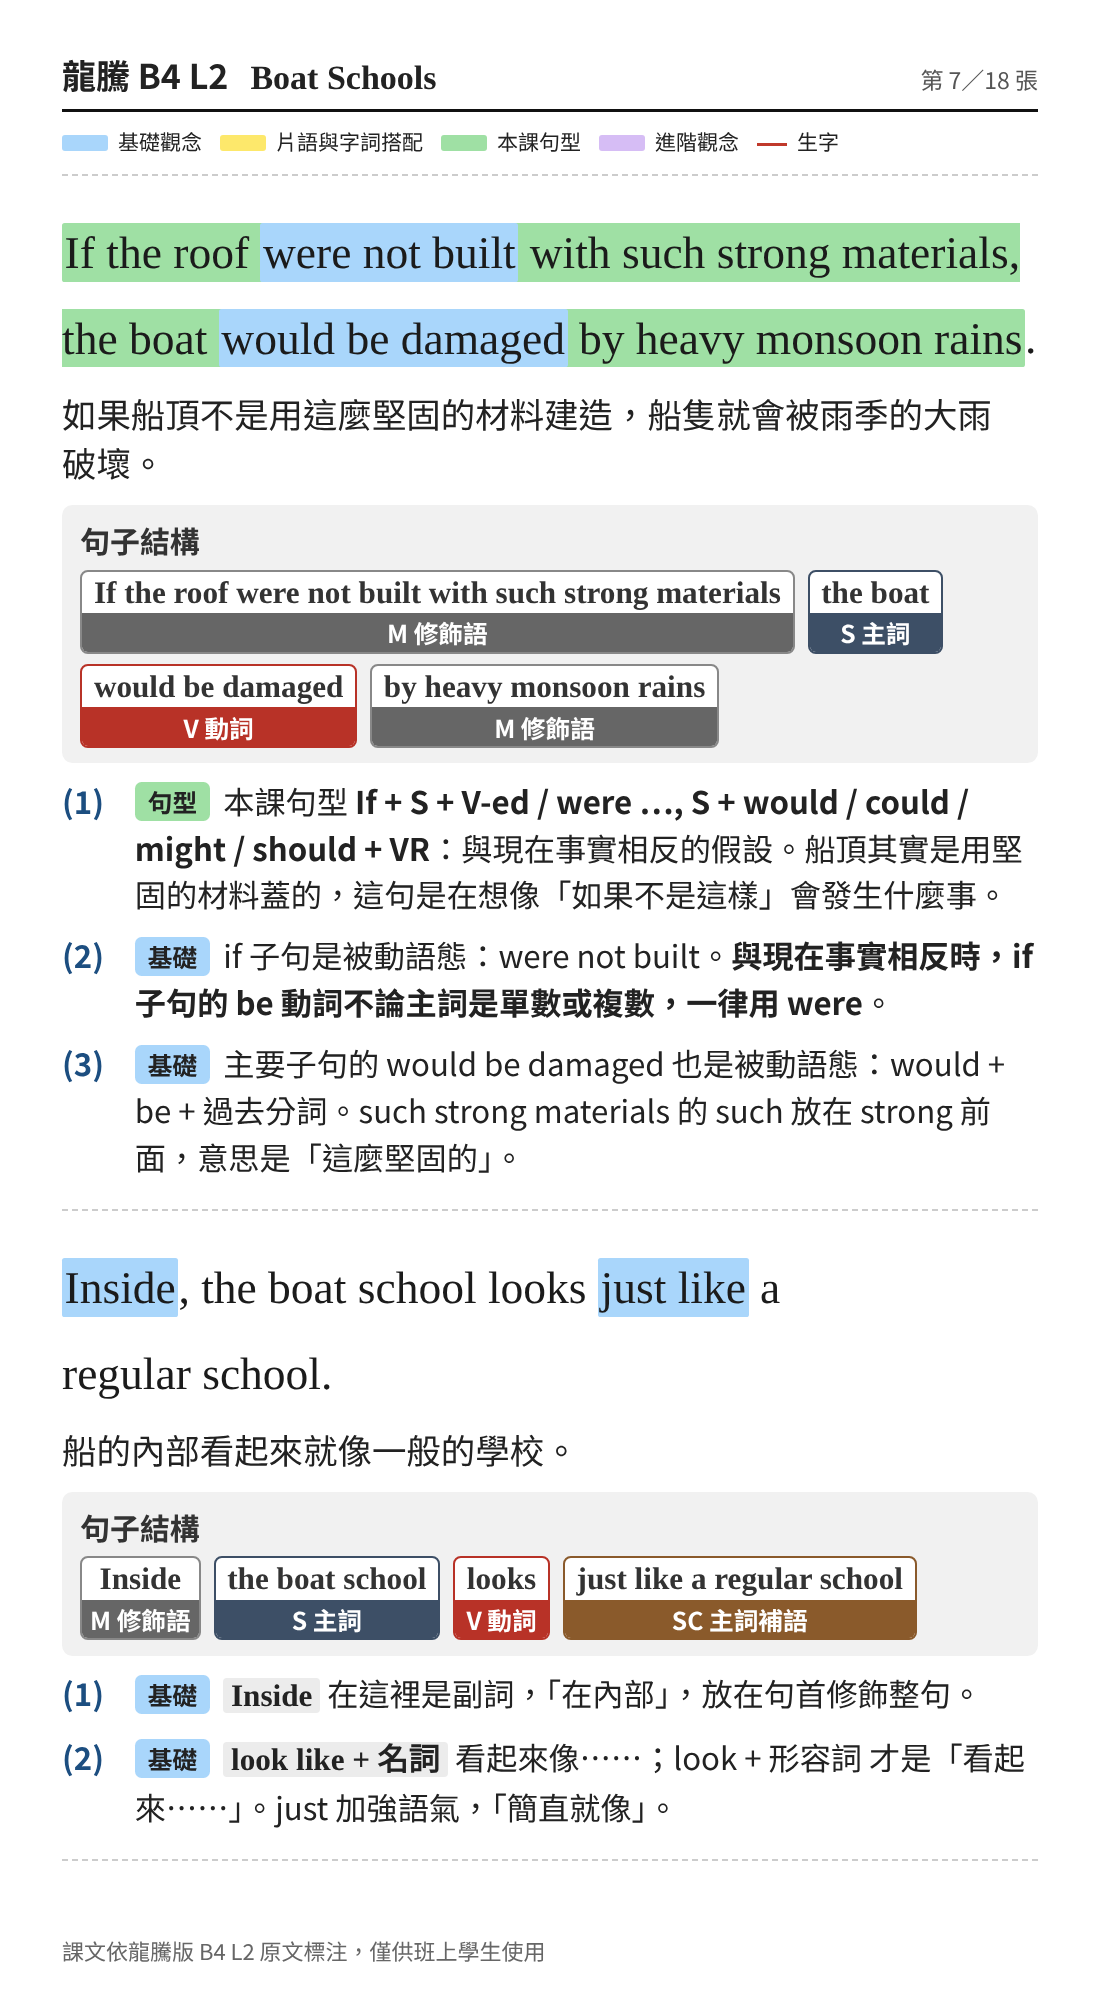 龍騰 B4 L2 Boat Schools
第 7／18 張
基礎觀念 片語與字詞搭配 本課句型 進階觀念 生字
If the roof were not built with such strong materials,
the boat would be damaged by heavy monsoon rains.
如果船頂不是用這麼堅固的材料建造，船隻就會被雨季的大雨
破壞。
句子結構
If the roof were not built with such strong materials the boat
M 修飾語 S 主詞
would be damaged by heavy monsoon rains
V 動詞 M 修飾語
(1) 句型 本課句型 If + S + V-ed / were …, S + would / could /
might / should + VR：與現在事實相反的假設。船頂其實是用堅
固的材料蓋的，這句是在想像「如果不是這樣」會發生什麼事。
(2) 基礎 if 子句是被動語態：were not built。與現在事實相反時，if
子句的 be 動詞不論主詞是單數或複數，一律用 were。
(3) 基礎 主要子句的 would be damaged 也是被動語態：would +
be + 過去分詞。such strong materials 的 such 放在 strong 前
面，意思是「這麼堅固的」。
Inside, the boat school looks just like a
regular school.
船的內部看起來就像一般的學校。
句子結構
Inside the boat school looks just like a regular school
M 修飾語 S 主詞 V 動詞 SC 主詞補語
(1) 基礎 Inside 在這裡是副詞，「在內部」，放在句首修飾整句。
(2) 基礎 look like + 名詞 看起來像……；look + 形容詞 才是「看起
來……」。just 加強語氣，「簡直就像」。
課文依龍騰版 B4 L2 原文標注，僅供班上學生使用